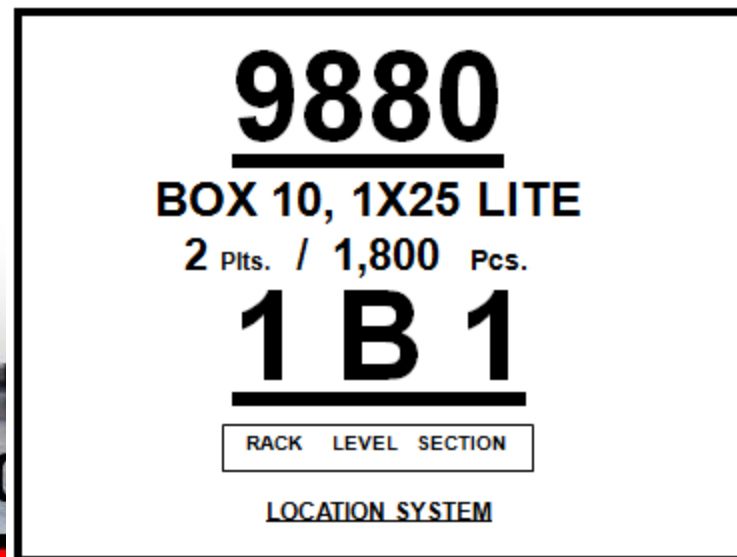 9880
BOX 10, 1X25 LITE
2 Plts. / 1,800 Pcs.
1 B 1
RACK LEVEL SECTION
LOCATION SYSTEM